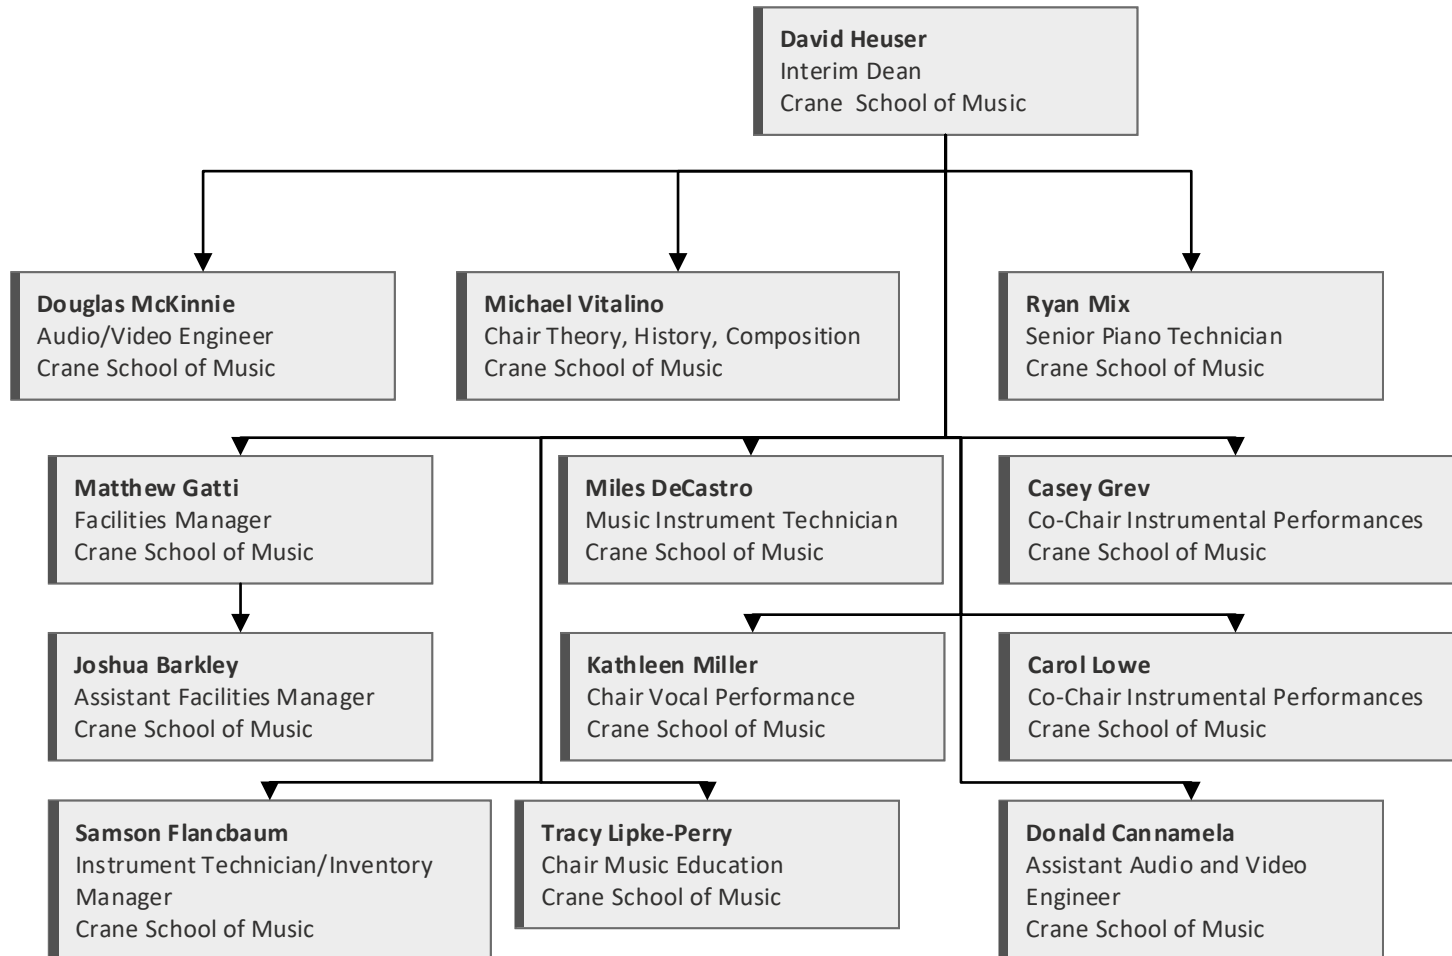 David Heuser
Interim Dean
Crane School of Music
Douglas McKinnie
Audio/Video Engineer
Crane School of Music
Michael Vitalino
Chair Theory, History, Composition
Crane School of Music
Ryan Mix
Senior Piano Technician
Crane School of Music
Matthew Gatti
Facilities Manager
Crane School of Music
Miles DeCastro
Music Instrument Technician
Crane School of Music
Casey Grev
Co-Chair Instrumental Performances
Crane School of Music
Joshua Barkley
Assistant Facilities Manager
Crane School of Music
Kathleen Miller
Chair Vocal Performance
Crane School of Music
Carol Lowe
Co-Chair Instrumental Performances
Crane School of Music
Samson Flancbaum
Instrument Technician/Inventory
Manager
Crane School of Music
Tracy Lipke-Perry
Chair Music Education
Crane School of Music
Donald Cannamela
Assistant Audio and Video
Engineer
Crane School of Music